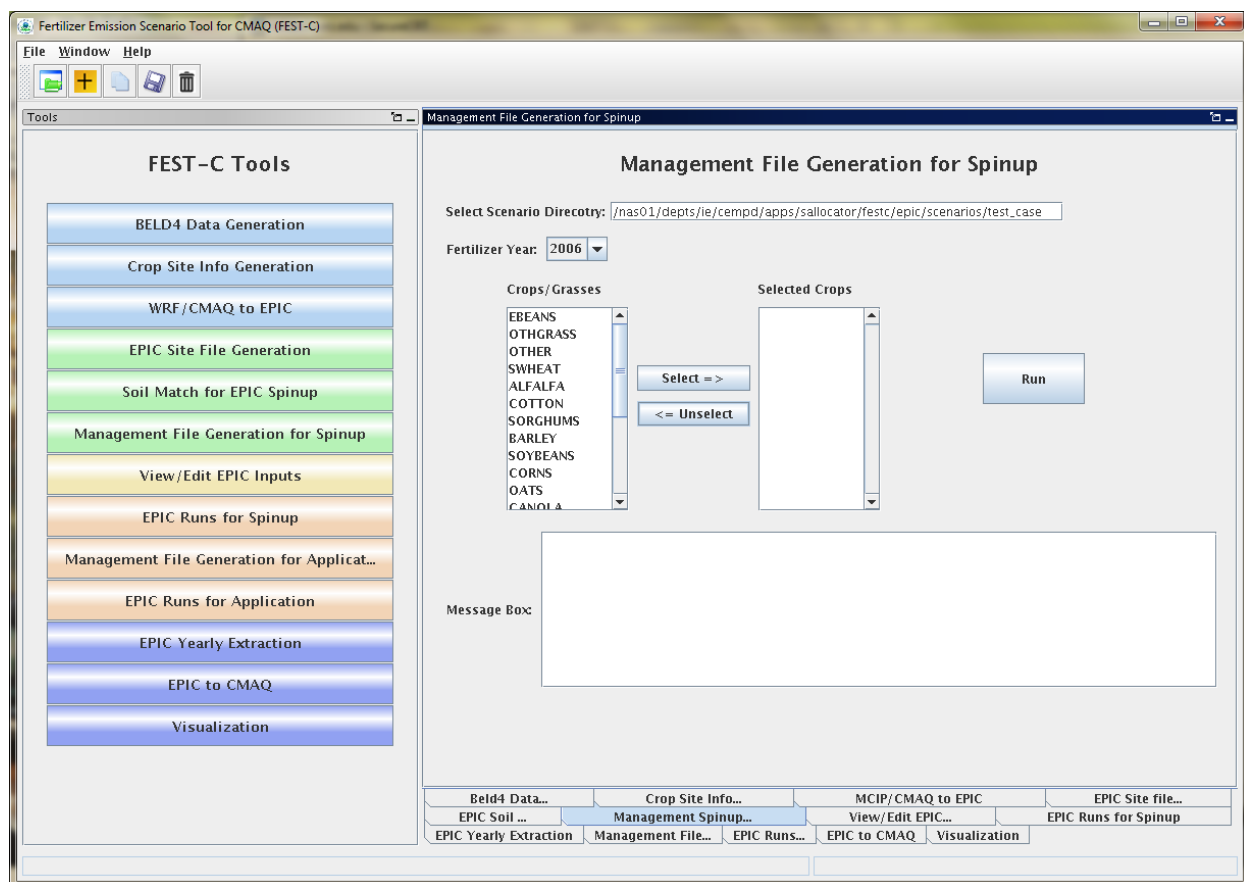 Fertilizer Emission Scenario Tool for CMAQ (FEST-C)
File Window Help
Tools
FEST-C Tools
BELD4 Data Generation
Crop Site Info Generation
WRF/CMAQ to EPIC
EPIC Site File Generation
Soil Match for EPIC Spinup
Management File Generation for Spinup
View/Edit EPIC Inputs
EPIC Runs for Spinup
Management File Generation for Applicat...
EPIC Runs for Application
EPIC Yearly Extraction
EPIC to CMAQ
Visualization
Management File Generation for Spinup
Management File Generation for Spinup
Select Scenario Direcotry: /nas01/depts/ie/cempd/apps/sallocator/festc/epic/scenarios/test_case
Fertilizer Year: 2006
Crops/Grasses
EBEANS
OTHGRASS
OTHER
SWHEAT
ALFALFA
COTTON
SORGHUMS
BARLEY
SOYBEANS
CORNS
OATS
CANOLA
Select =>
<= Unselect
Selected Crops
Run
Message Box:
Beld4 Data... Crop Site Info... MCIP/CMAQ to EPIC EPIC Site file...
EPIC Soil ... Management Spinup... View/Edit EPIC... EPIC Runs for Spinup
EPIC Yearly Extraction Management File... EPIC Runs... EPIC to CMAQ Visualization